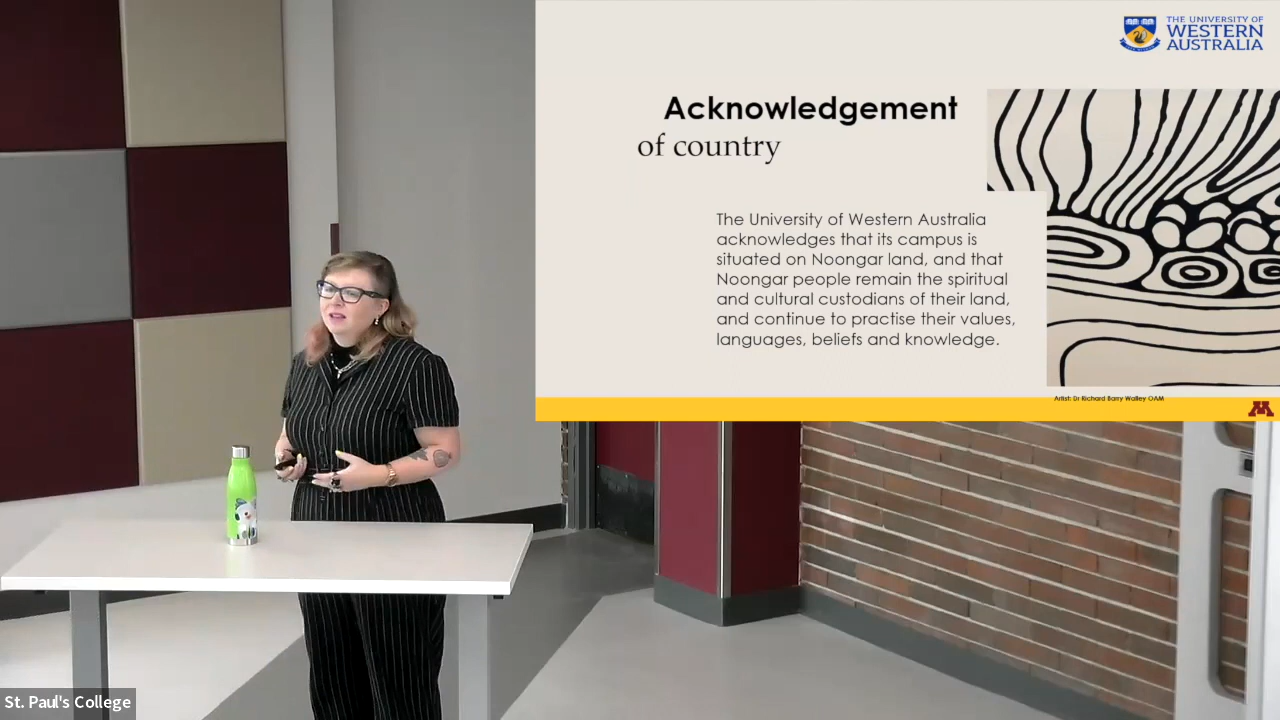 THE UNIVERSITY OF
WESTERN
AUSTRALIA
Acknowledgement
of country
The University of Western Australia
acknowledges that its campus is
situated on Noongar land, and that
Noongar people remain the spiritual
and cultural custodians of their land,
and continue to practise their values,
languages, beliefs and knowledge.
Artist: Dr Richard Barry Walley OAM
M
St. Paul's College